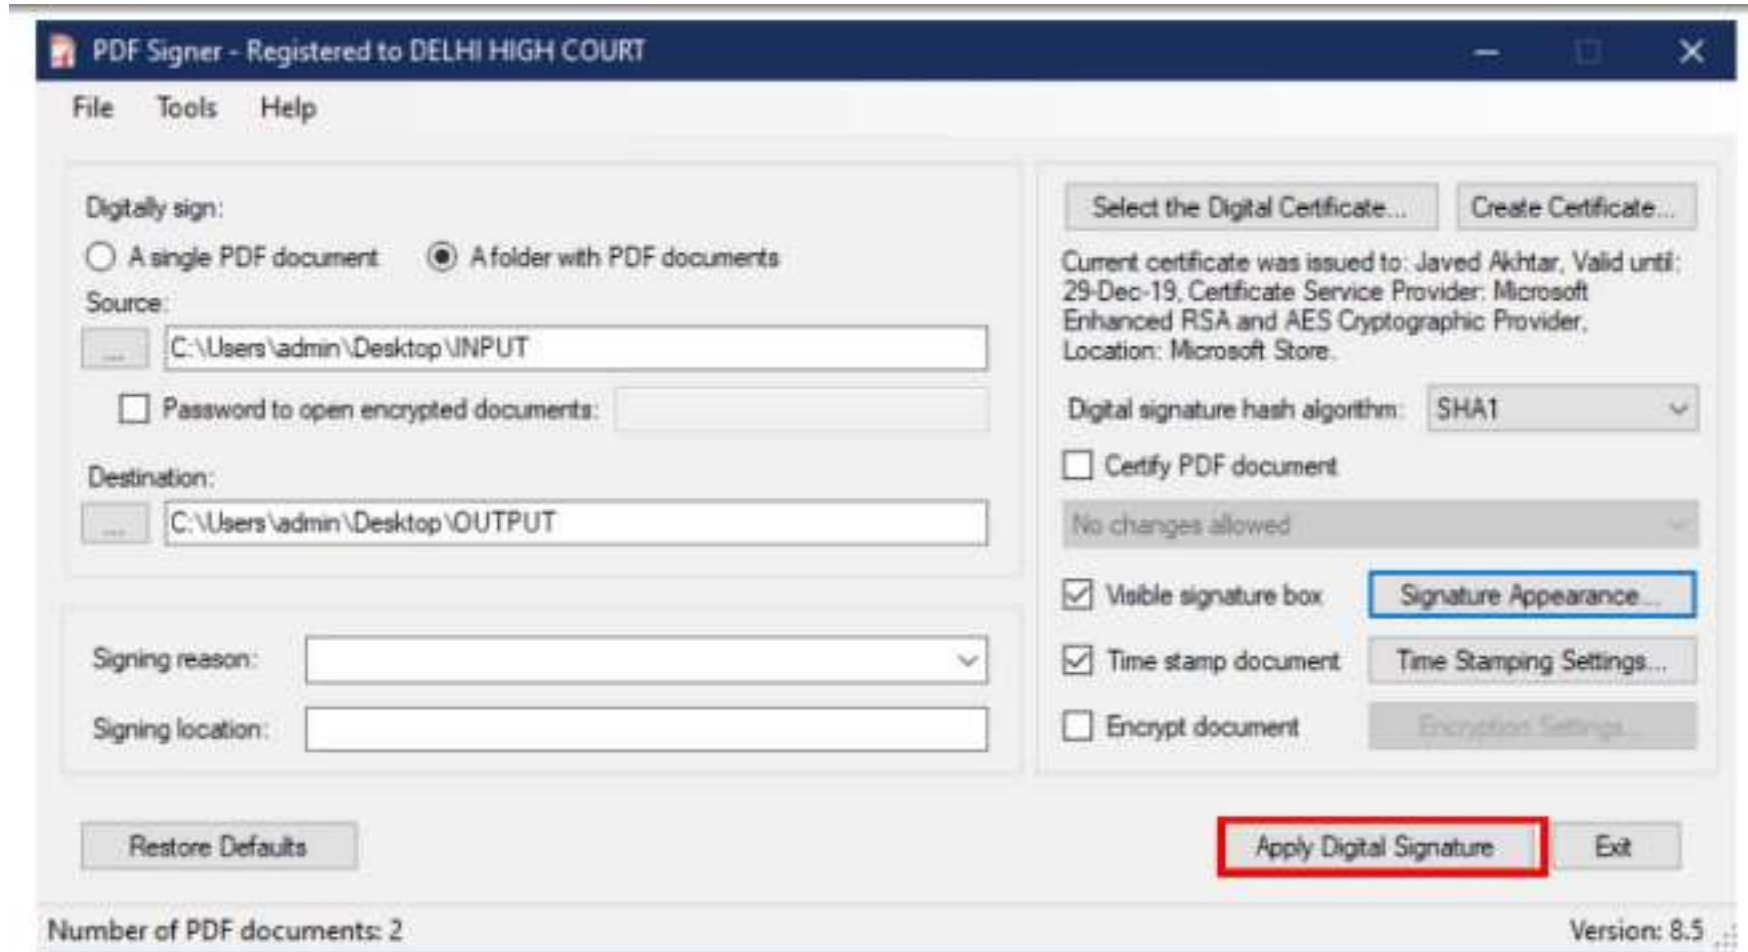 PDF Signer - Registered to DELHI HIGH COURT
File Tools Help
Digitally sign:
A single PDF document A folder with PDF documents
Source:
... C:\Users\admin\Desktop\INPUT
Password to open encrypted documents:
Destination:
... C:\Users\admin\Desktop\OUTPUT
Signing reason:
Signing location:
Select the Digital Certificate... Create Certificate...
Current certificate was issued to: Javed Akhtar, Valid until:
29-Dec-19, Certificate Service Provider: Microsoft
Enhanced RSA and AES Cryptographic Provider,
Location: Microsoft Store.
Digital signature hash algorithm: SHA1
Certify PDF document
No changes allowed
Visible signature box Signature Appearance...
Time stamp document Time Stamping Settings...
Encrypt document Encryption Settings...
Restore Defaults Apply Digital Signature Exit
Number of PDF documents: 2 Version: 8.5